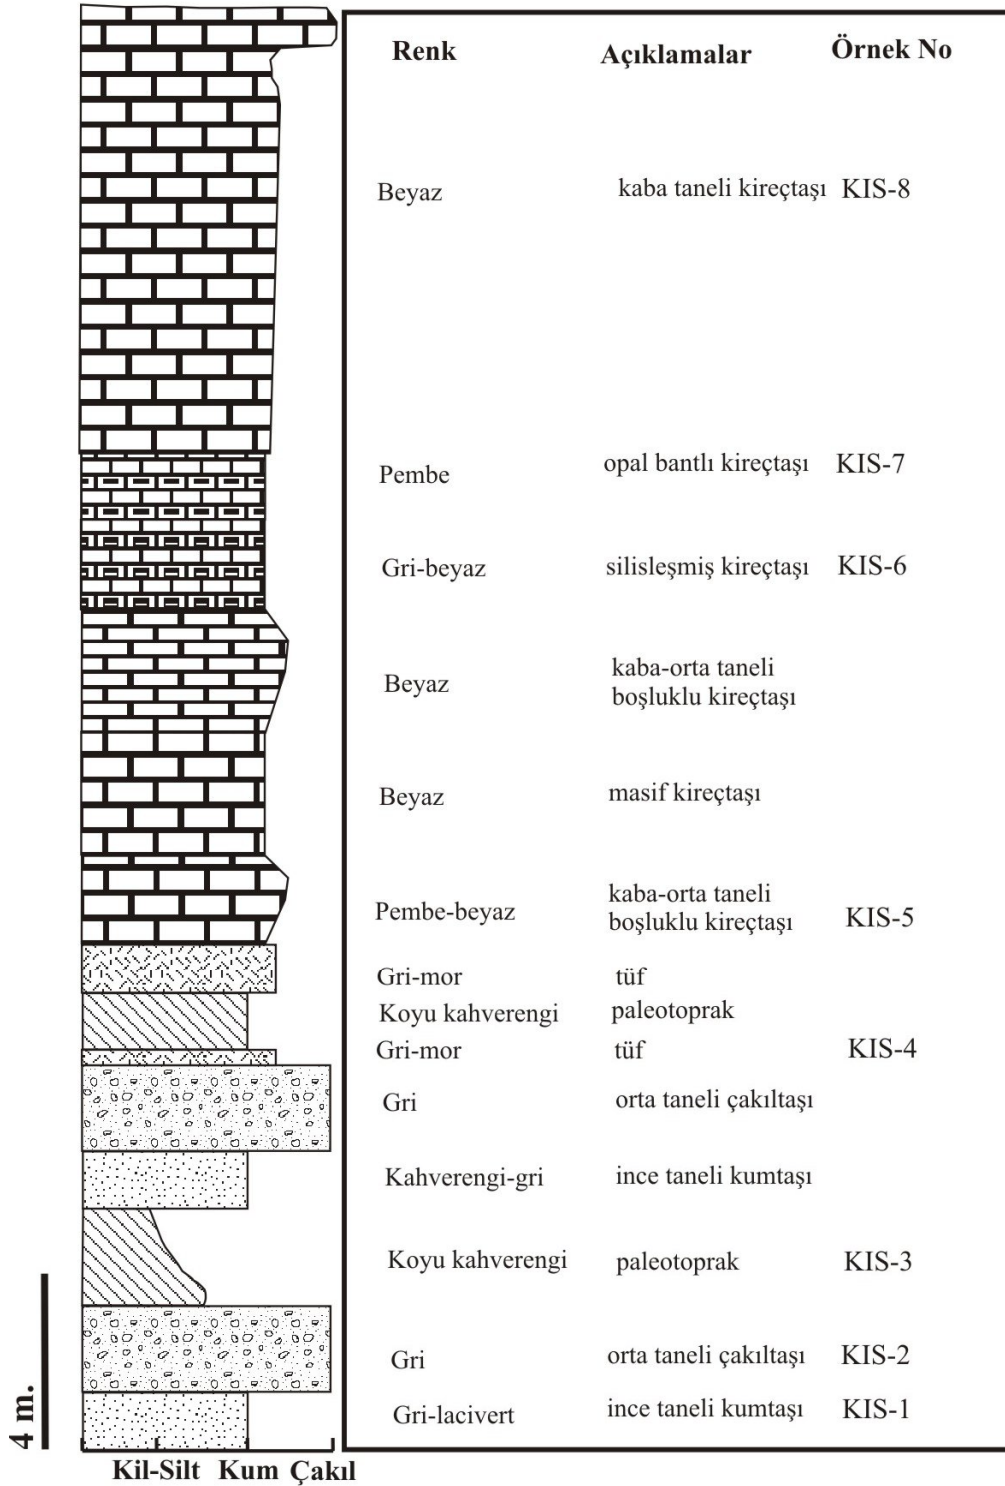 Renk Açıklamalar Örnek No
Beyaz kaba taneli kireçtaşı KIS-8
Pembe opal bantlı kireçtaşı KIS-7
Gri-beyaz silisleşmiş kireçtaşı KIS-6
kaba-orta taneli
Beyaz boşluklu kireçtaşı
Beyaz masif kireçtaşı
kaba-orta taneli
Pembe-beyaz boşluklu kireçtaşı KIS-5
Gri-mor tüf
Koyu kahverengi paleotoprak
Gri-mor tüf KIS-4
Gri orta taneli çakıltaşı
Kahverengi-gri ince taneli kumtaşı
Koyu kahverengi paleotoprak KIS-3
Gri orta taneli çakıltaşı KIS-2
Gri-lacivert ince taneli kumtaşı KIS-1
4 m.
Kil-Silt Kum Çakıl